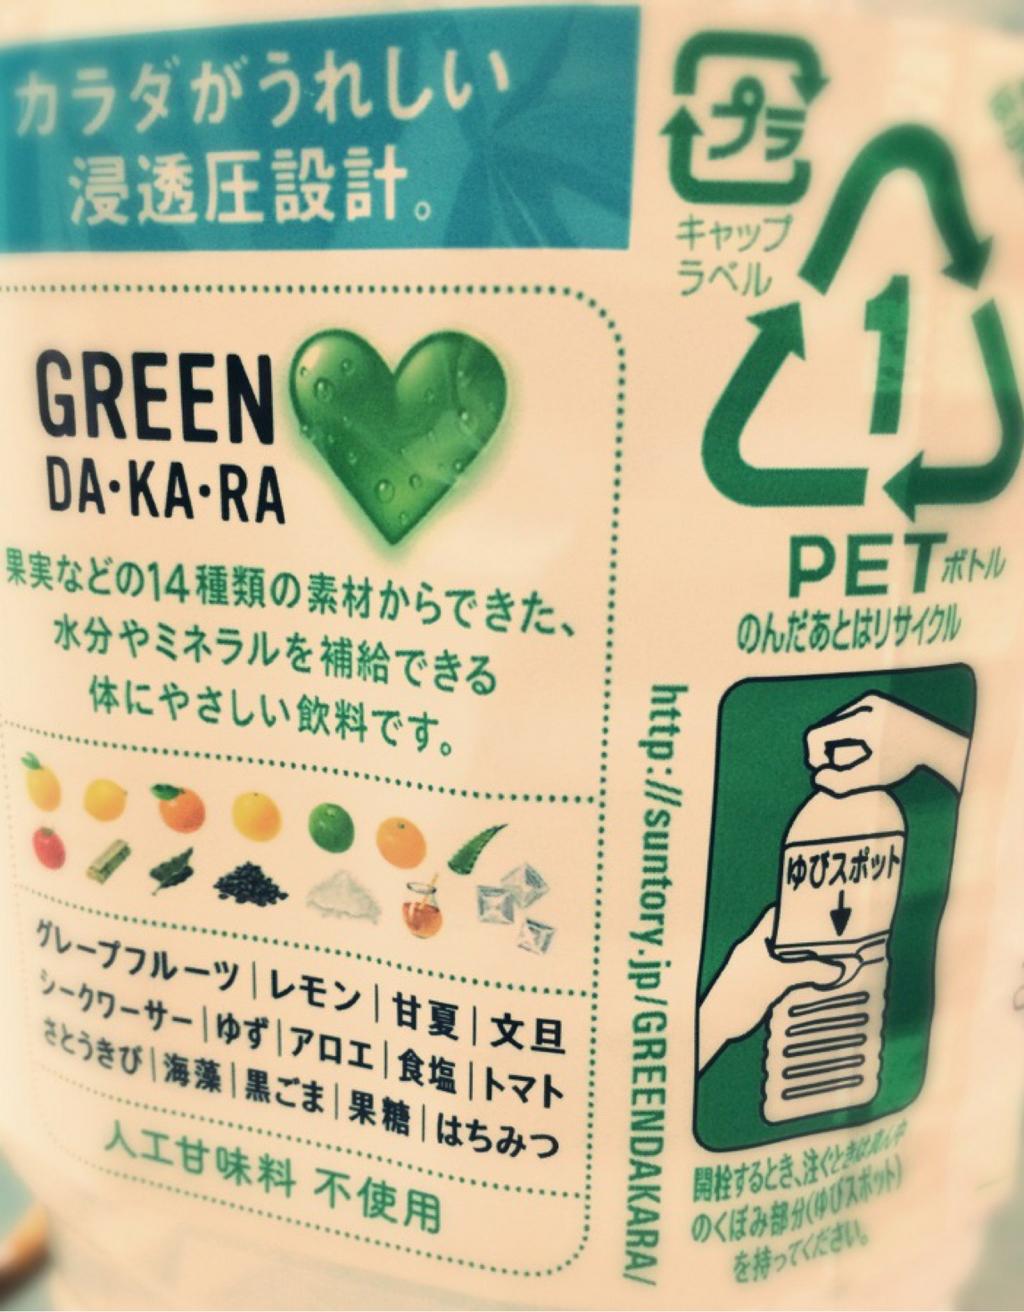 カラダがうれしい
浸透圧設計。
GREEN
DA・KA・RA
果実などの14種類の素材からできた、
水分やミネラルを補給できる
体にやさしい飲料です。
グレープフルーツ|レモン|甘夏|文旦
シークワーサー|ゆず|アロエ|食塩|トマト
さとうきび|海藻|黒ごま|果糖|はちみつ
人工甘味料 不使用
プラ
キャップ
ラベル
1
PETボトル
のんだあとはリサイクル
http://suntory.jp/GREENDAKARA/
ゆびスポット
開栓するとき、注ぐときは真ん中
のくぼみ部分(ゆびスポット)
を持ってください。